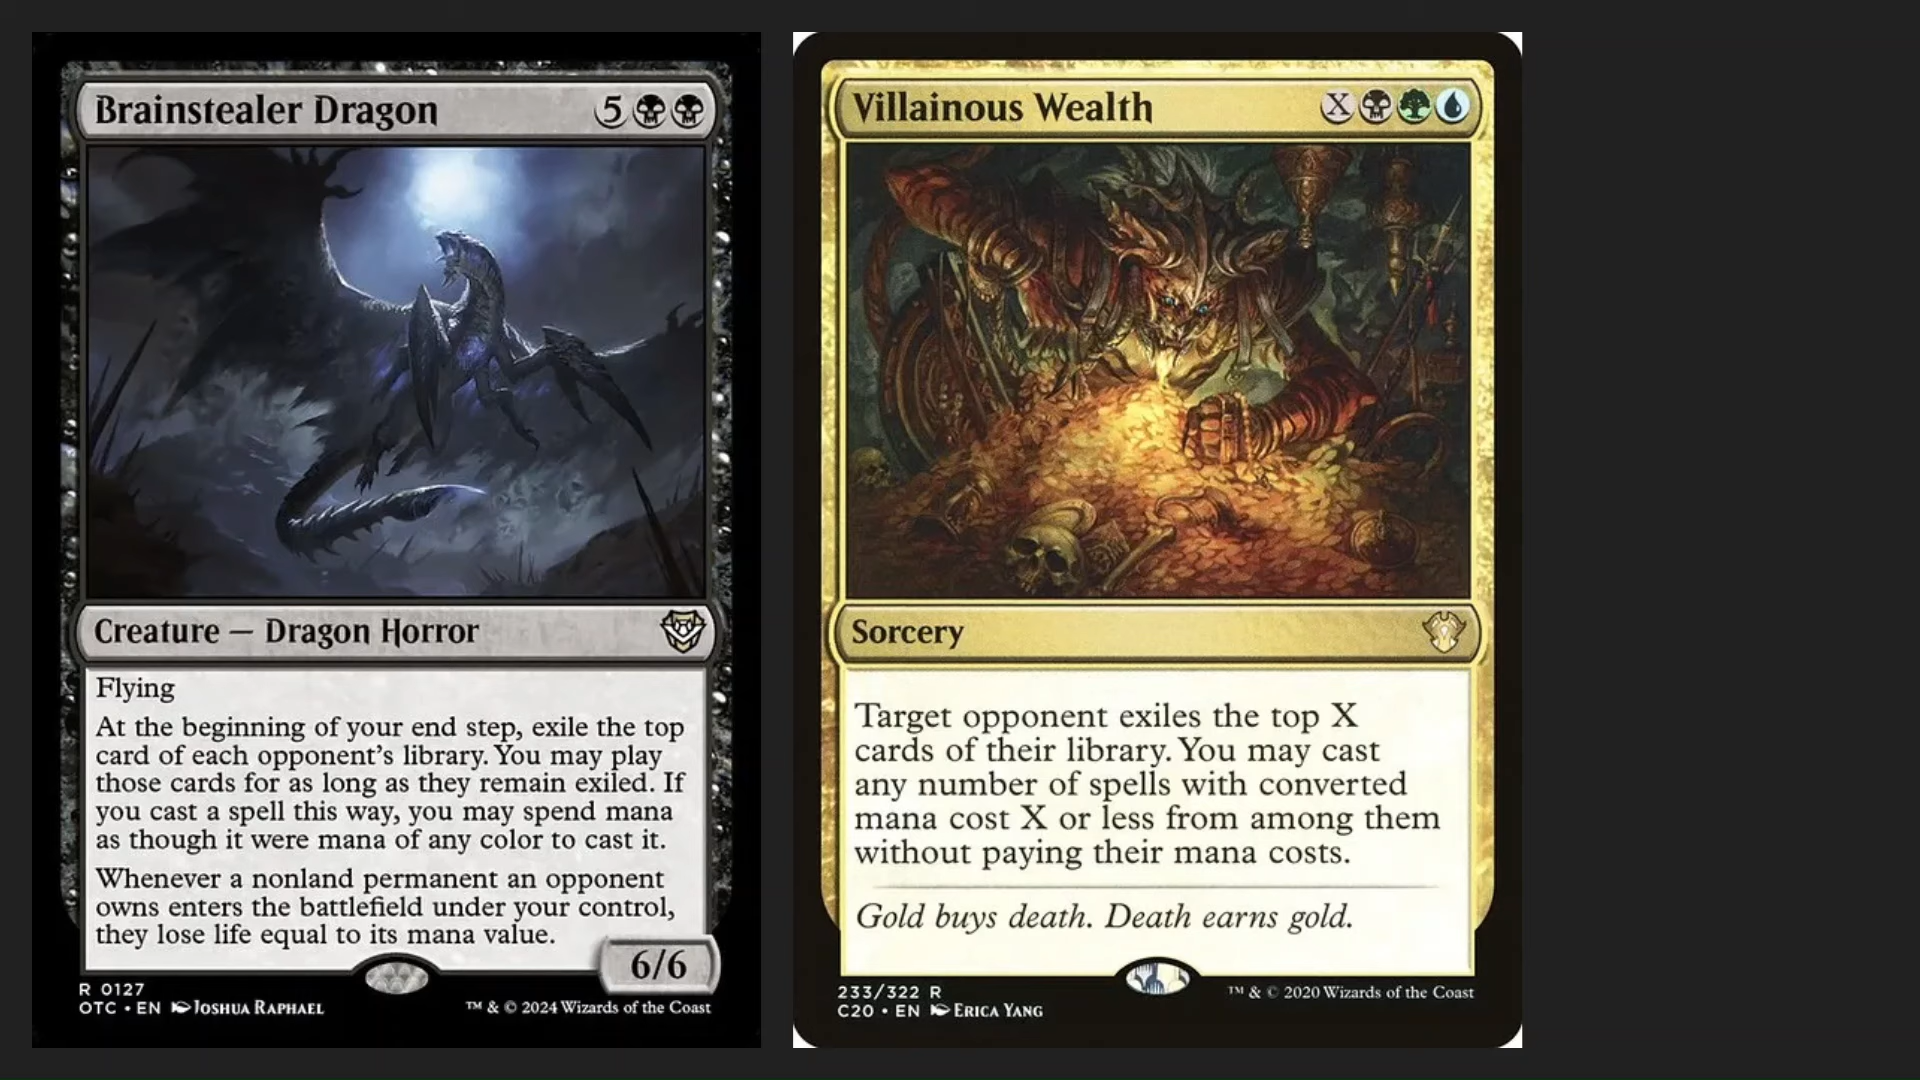 Brainstealer Dragon 5
Creature — Dragon Horror
Flying
At the beginning of your end step, exile the top
card of each opponent's library. You may play
those cards for as long as they remain exiled. If
you cast a spell this way, you may spend mana
as though it were mana of any color to cast it.
Whenever a nonland permanent an opponent
owns enters the battlefield under your control,
they lose life equal to its mana value.
6/6
R 0127
OTC • EN JOSHUA RAPHAEL
™ & © 2024 Wizards of the Coast
Villainous Wealth X
Sorcery
Target opponent exiles the top X
cards of their library. You may cast
any number of spells with converted
mana cost X or less from among them
without paying their mana costs.
Gold buys death. Death earns gold.
233/322 R
C20 • EN ERICA YANG
™ & © 2020 Wizards of the Coast